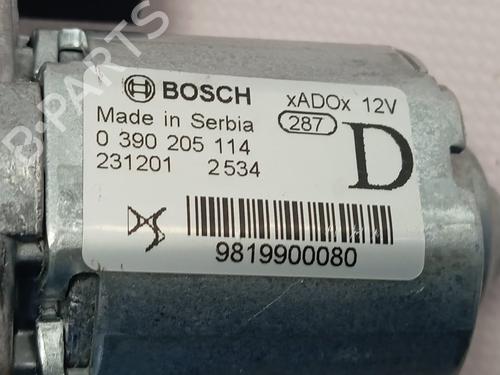 BOSCH xADOx 12V
Made in Serbia 287
0 390 205 114 D
231201 2534
9819900080
B-PARTS